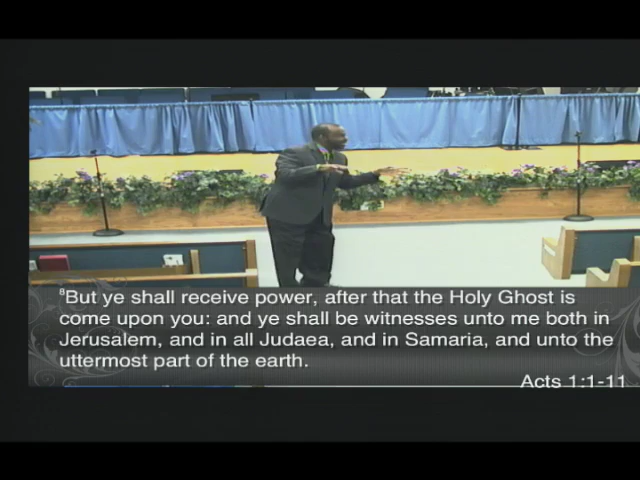 ⁸But ye shall receive power, after that the Holy Ghost is
come upon you: and ye shall be witnesses unto me both in
Jerusalem, and in all Judaea, and in Samaria, and unto the
uttermost part of the earth.
Acts 1:1-11